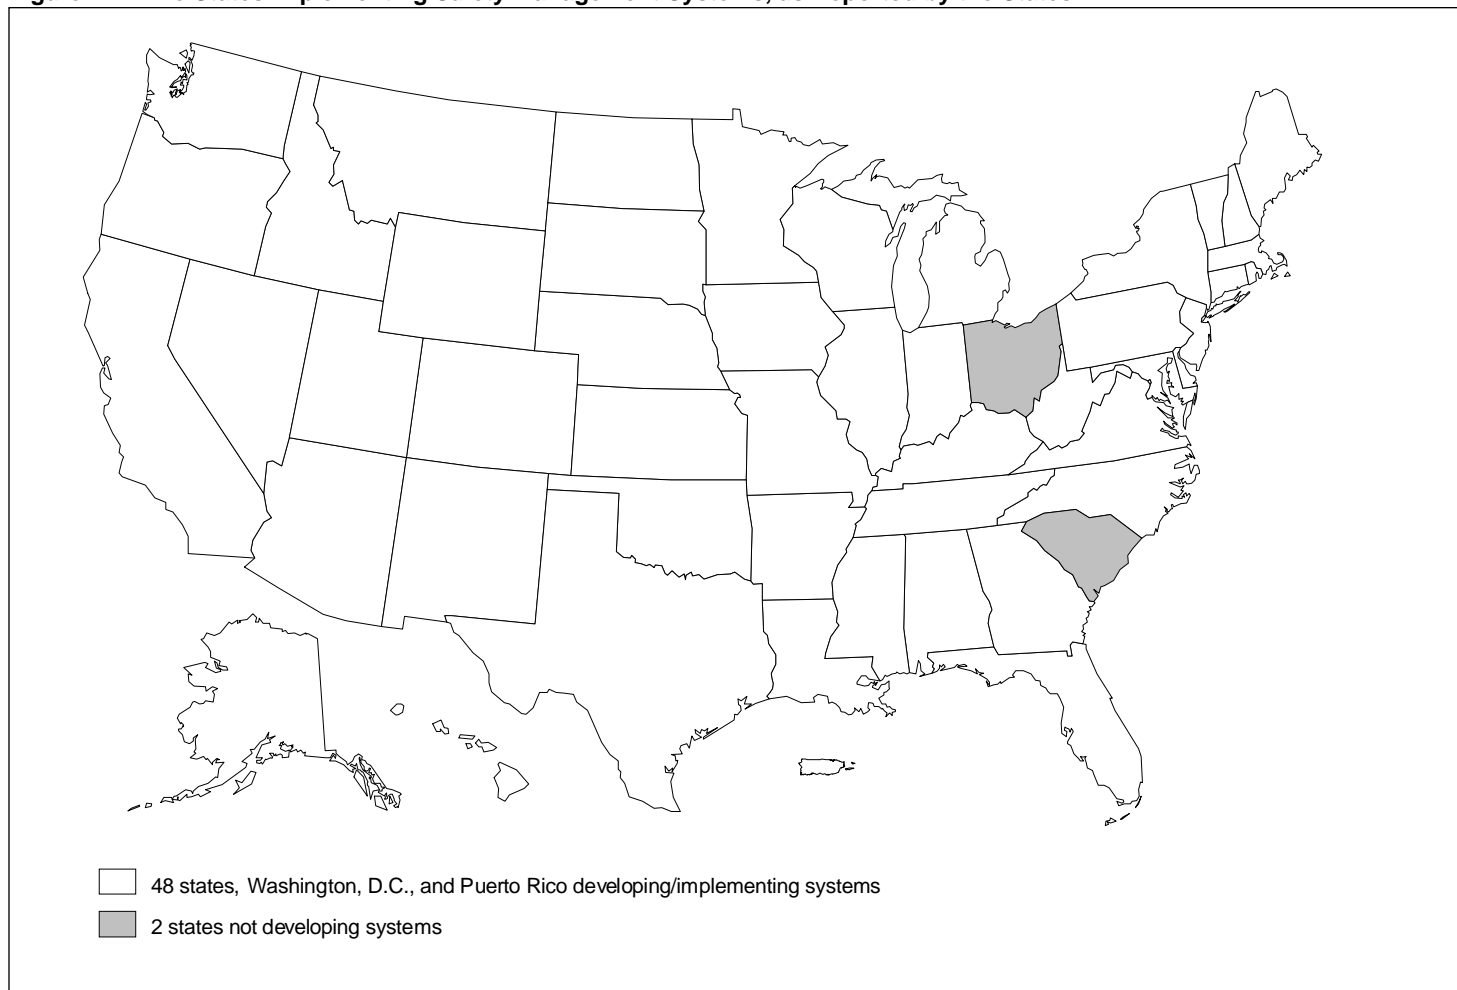 48 states, Washington, D.C., and Puerto Rico developing/implementing systems
2 states not developing systems